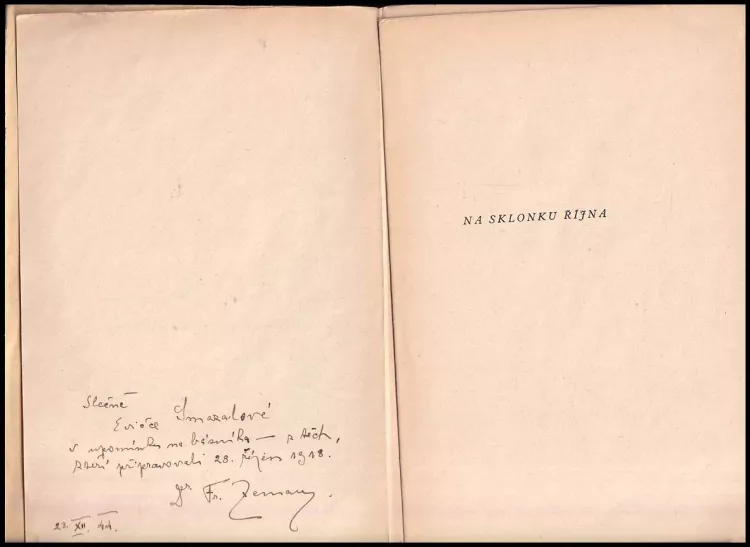 Slečně
Evičce Smazalové
v upomínku na básníka — z těch,
kteří připravovali 28. říjen 1918.
Dr. Fr. Zeman
23. XII. 44.
NA SKLONKU ŘÍJNA